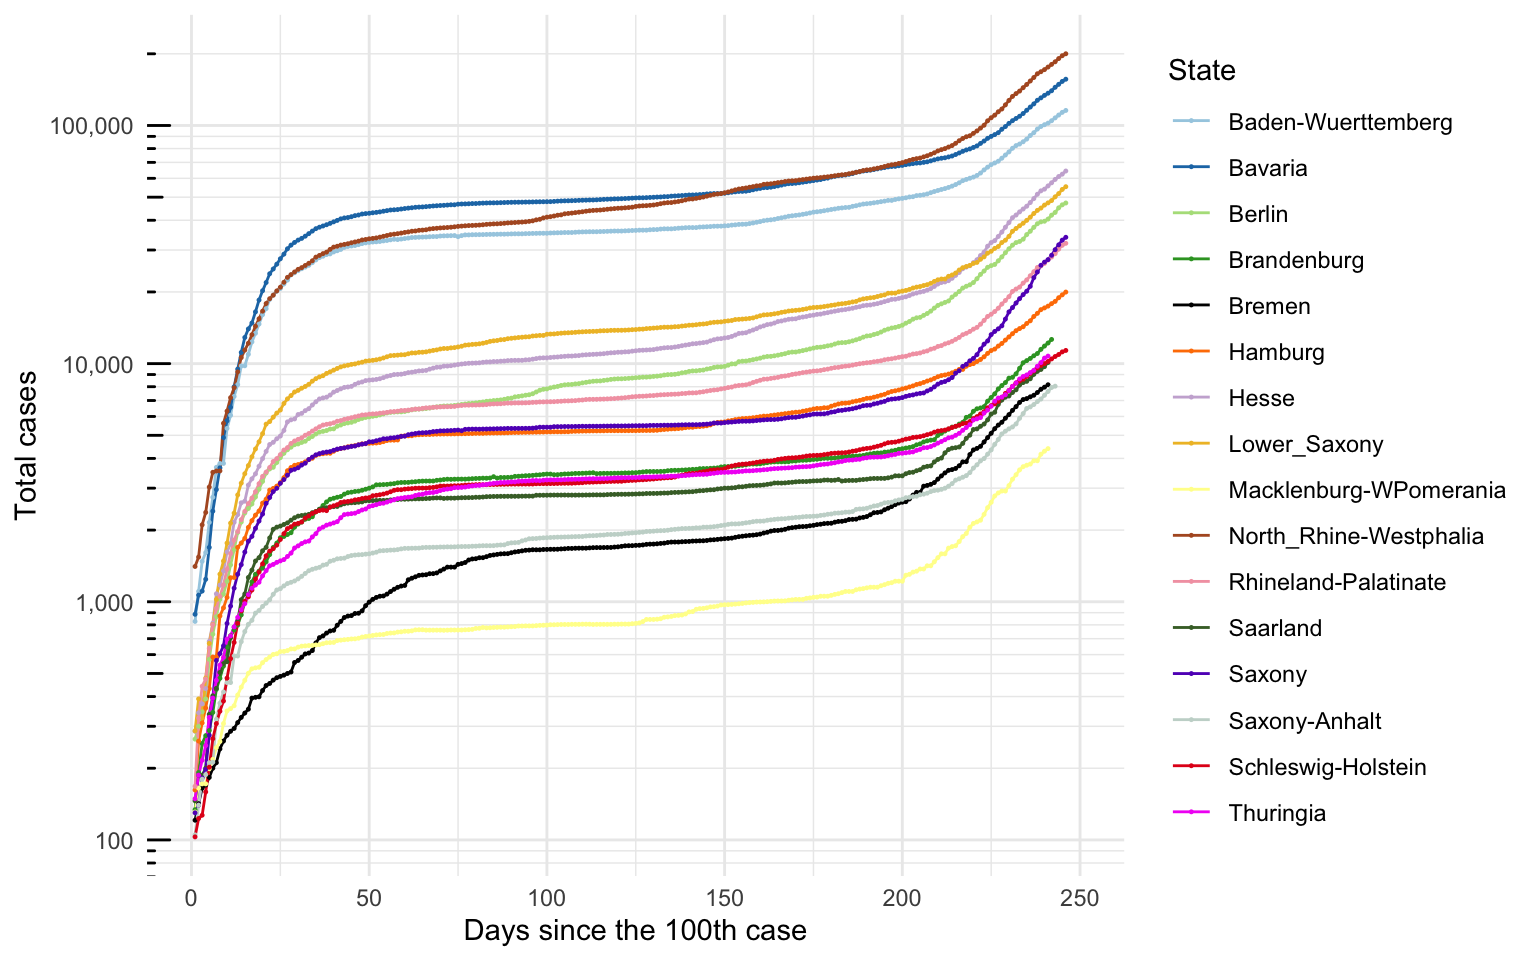 100,000
10,000
1,000
100
Total cases
0 50 100 150 200 250
Days since the 100th case
State
Baden-Wuerttemberg
Bavaria
Berlin
Brandenburg
Bremen
Hamburg
Hesse
Lower_Saxony
Macklenburg-WPomerania
North_Rhine-Westphalia
Rhineland-Palatinate
Saarland
Saxony
Saxony-Anhalt
Schleswig-Holstein
Thuringia